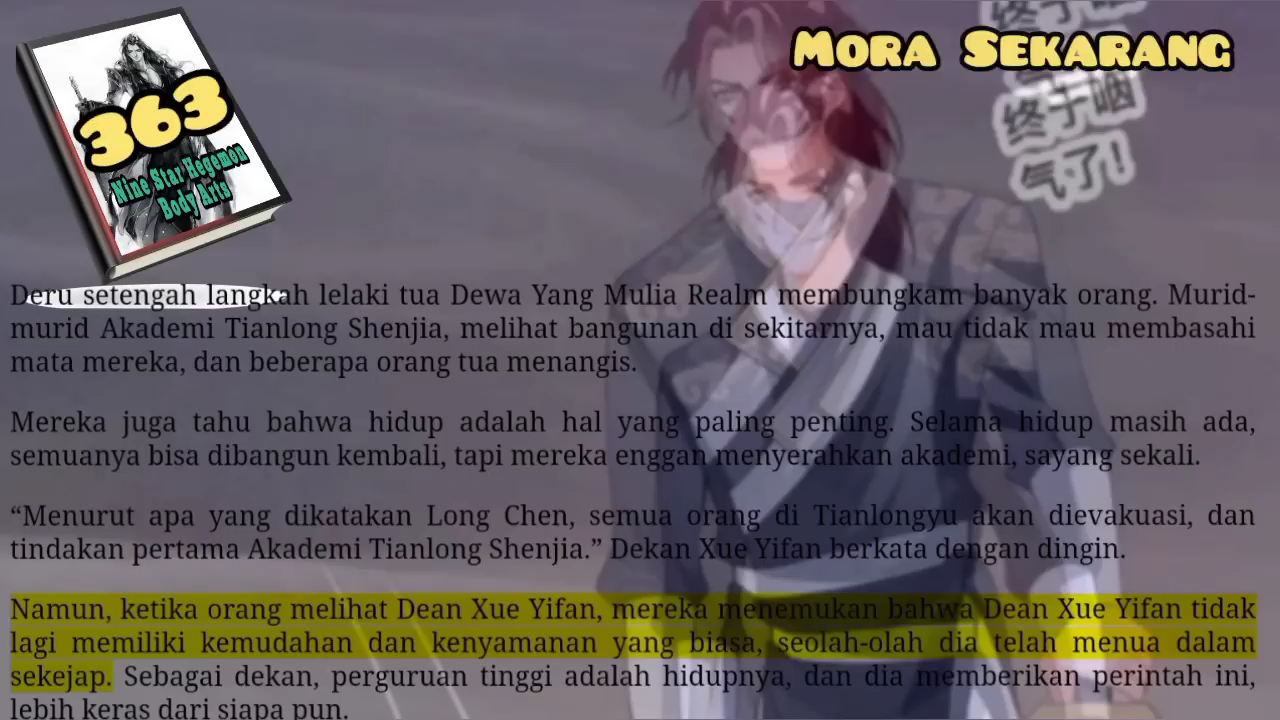 Mora Sekarang
363
Nine Star Hegemon
Body Arts
终于咽
气了!
Deru setengah langkah lelaki tua Dewa Yang Mulia Realm membungkam banyak orang. Murid-
murid Akademi Tianlong Shenjia, melihat bangunan di sekitarnya, mau tidak mau membasahi
mata mereka, dan beberapa orang tua menangis.
Mereka juga tahu bahwa hidup adalah hal yang paling penting. Selama hidup masih ada,
semuanya bisa dibangun kembali, tapi mereka enggan menyerahkan akademi, sayang sekali.
“Menurut apa yang dikatakan Long Chen, semua orang di Tianlongyu akan dievakuasi, dan
tindakan pertama Akademi Tianlong Shenjia.” Dekan Xue Yifan berkata dengan dingin.
Namun, ketika orang melihat Dean Xue Yifan, mereka menemukan bahwa Dean Xue Yifan tidak
lagi memiliki kemudahan dan kenyamanan yang biasa, seolah-olah dia telah menua dalam
sekejap. Sebagai dekan, perguruan tinggi adalah hidupnya, dan dia memberikan perintah ini,
lebih keras dari siapa pun.